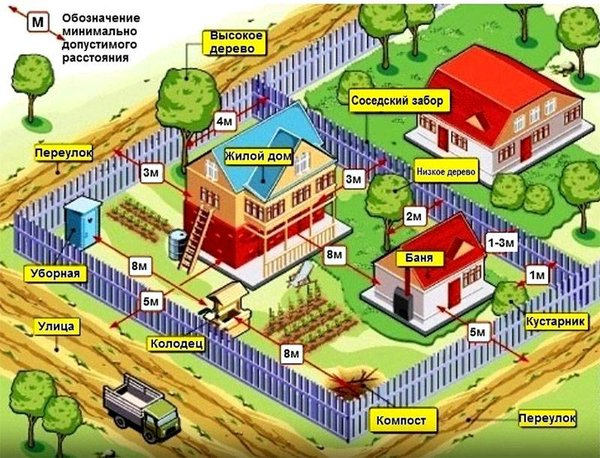 М
Обозначение
минимально
допустимого
расстояния
Высокое
дерево
Соседский забор
4м
Переулок
Жилой дом
3м
3м
Низкое дерево
2м
Уборная
8м
8м
Баня
1-3м
1м
5м
Улица
Колодец
Кустарник
5м
8м
Компост
Переулок